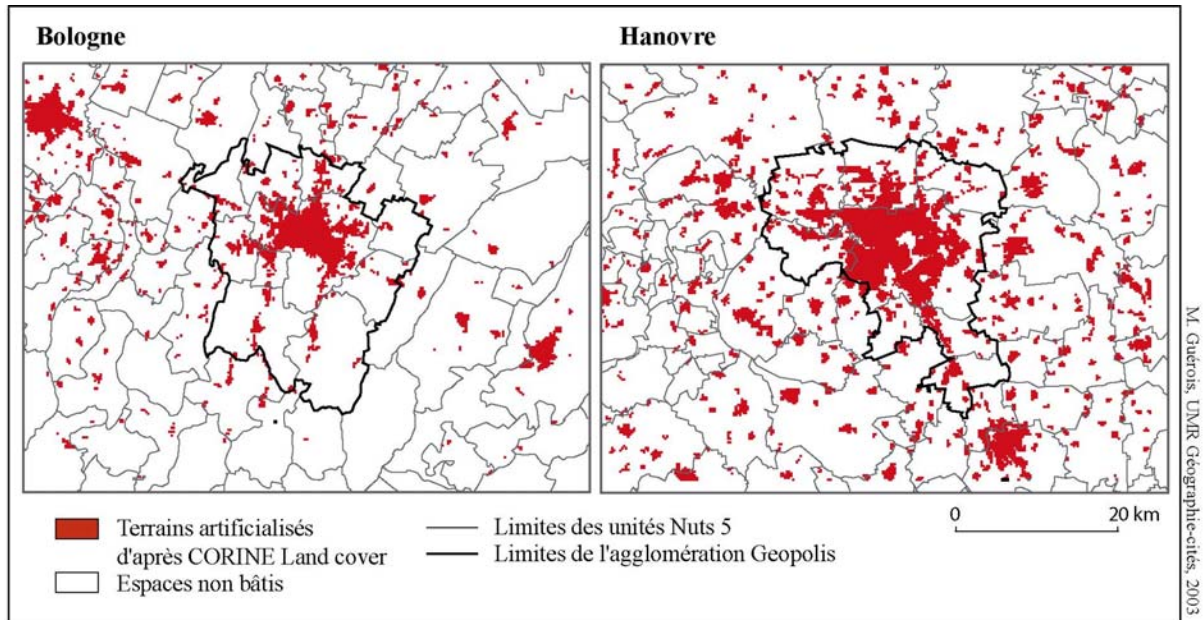 Bologne
Hanovre
Terrains artificialisés
d'après CORINE Land cover
Espaces non bâtis
Limites des unités Nuts 5
Limites de l'agglomération Geopolis
0 20 km
M. Guérois, UMR Géographie-cités, 2003